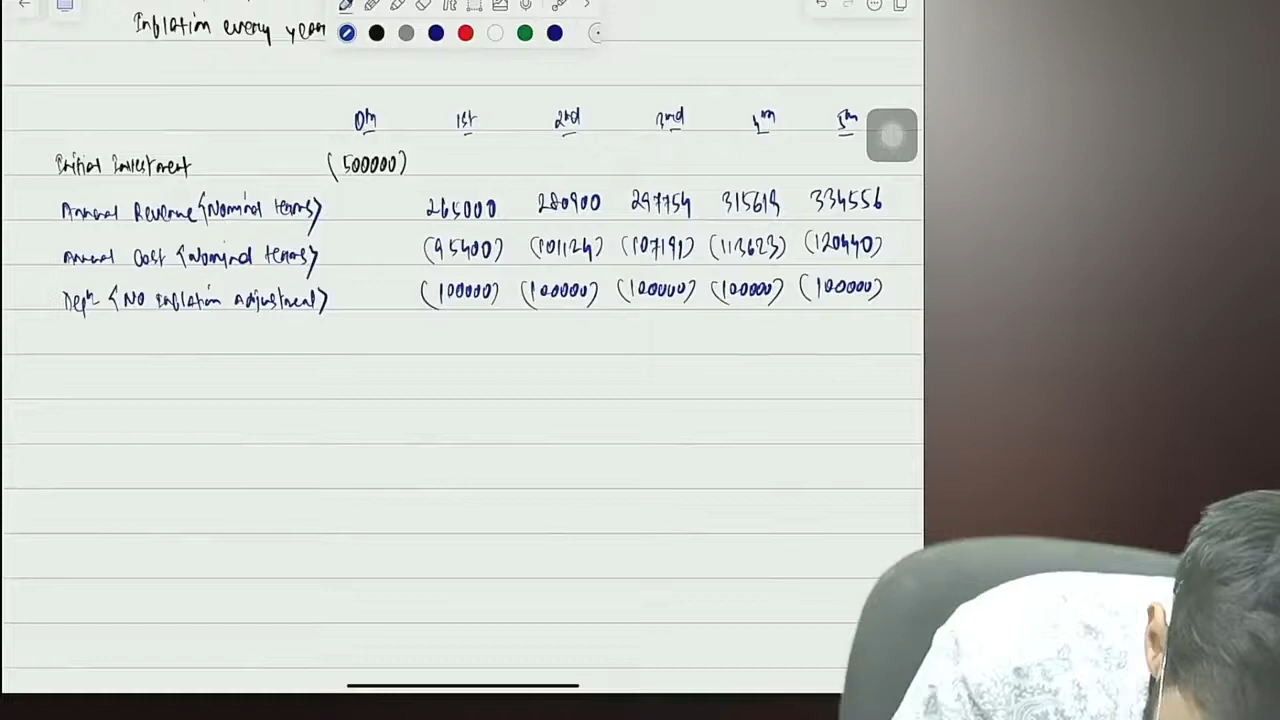 Inflation every year
0th 1st 2nd 3rd 4th 5th
Initial Investment (500000)
Annual Revenue {Nominal terms} 265000 280900 297754 315619 334556
Annual Cost {Nominal terms} (95400) (101124) (107191) (113623) (120440)
Depn {No Inflation Adjustment} (100000) (100000) (100000) (100000) (100000)